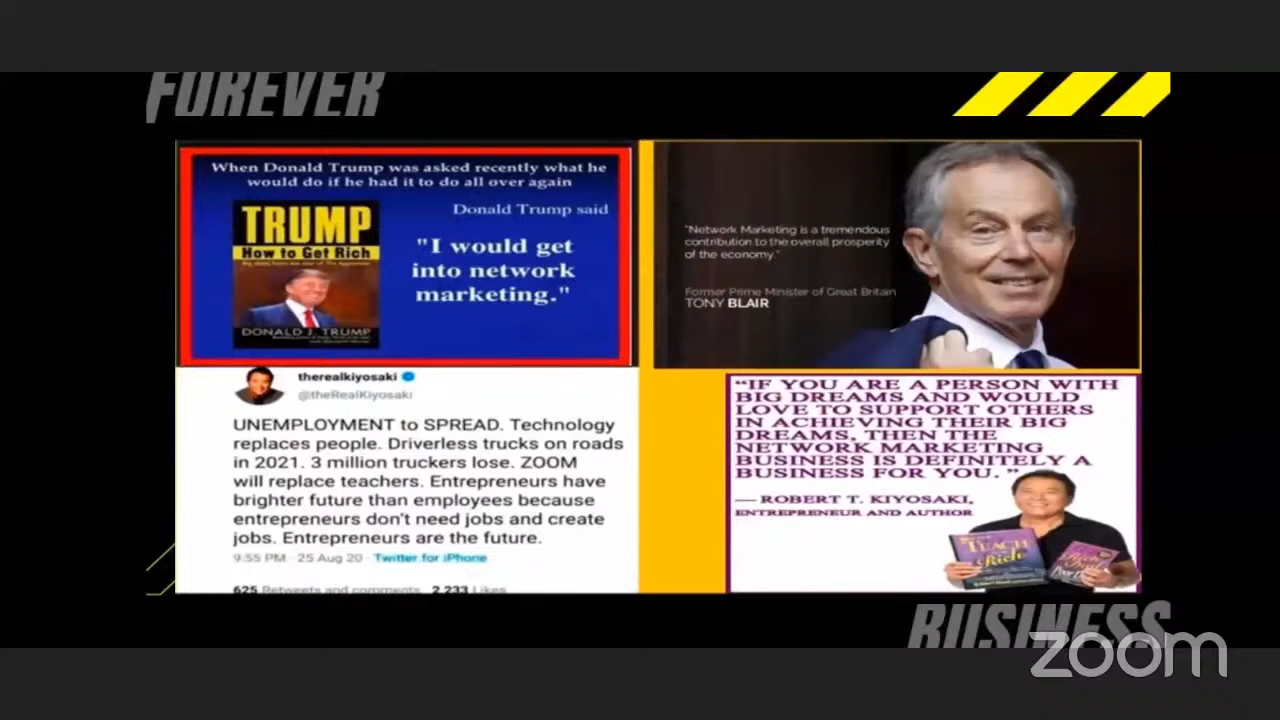 FOREVER
When Donald Trump was asked recently what he
would do if he had it to do all over again
Donald Trump said
TRUMP
How to Get Rich
"I would get
into network
marketing."
DONALD J. TRUMP
"Network Marketing is a tremendous
contribution to the overall prosperity
of the economy."
Former Prime Minister of Great Britain
TONY BLAIR
therealkiyosaki
@theRealKiyosaki
UNEMPLOYMENT to SPREAD. Technology
replaces people. Driverless trucks on roads
in 2021. 3 million truckers lose. ZOOM
will replace teachers. Entrepreneurs have
brighter future than employees because
entrepreneurs don't need jobs and create
jobs. Entrepreneurs are the future.
9:55 PM 25 Aug 20 Twitter for iPhone
625 Retweets and comments 2,233 Likes
"IF YOU ARE A PERSON WITH
BIG DREAMS AND WOULD
LOVE TO SUPPORT OTHERS
IN ACHIEVING THEIR BIG
DREAMS, THEN THE
NETWORK MARKETING
BUSINESS IS DEFINITELY A
BUSINESS FOR YOU."
— ROBERT T. KIYOSAKI,
ENTREPRENEUR AND AUTHOR
TEACH
Rich
BUSINESS
zoom